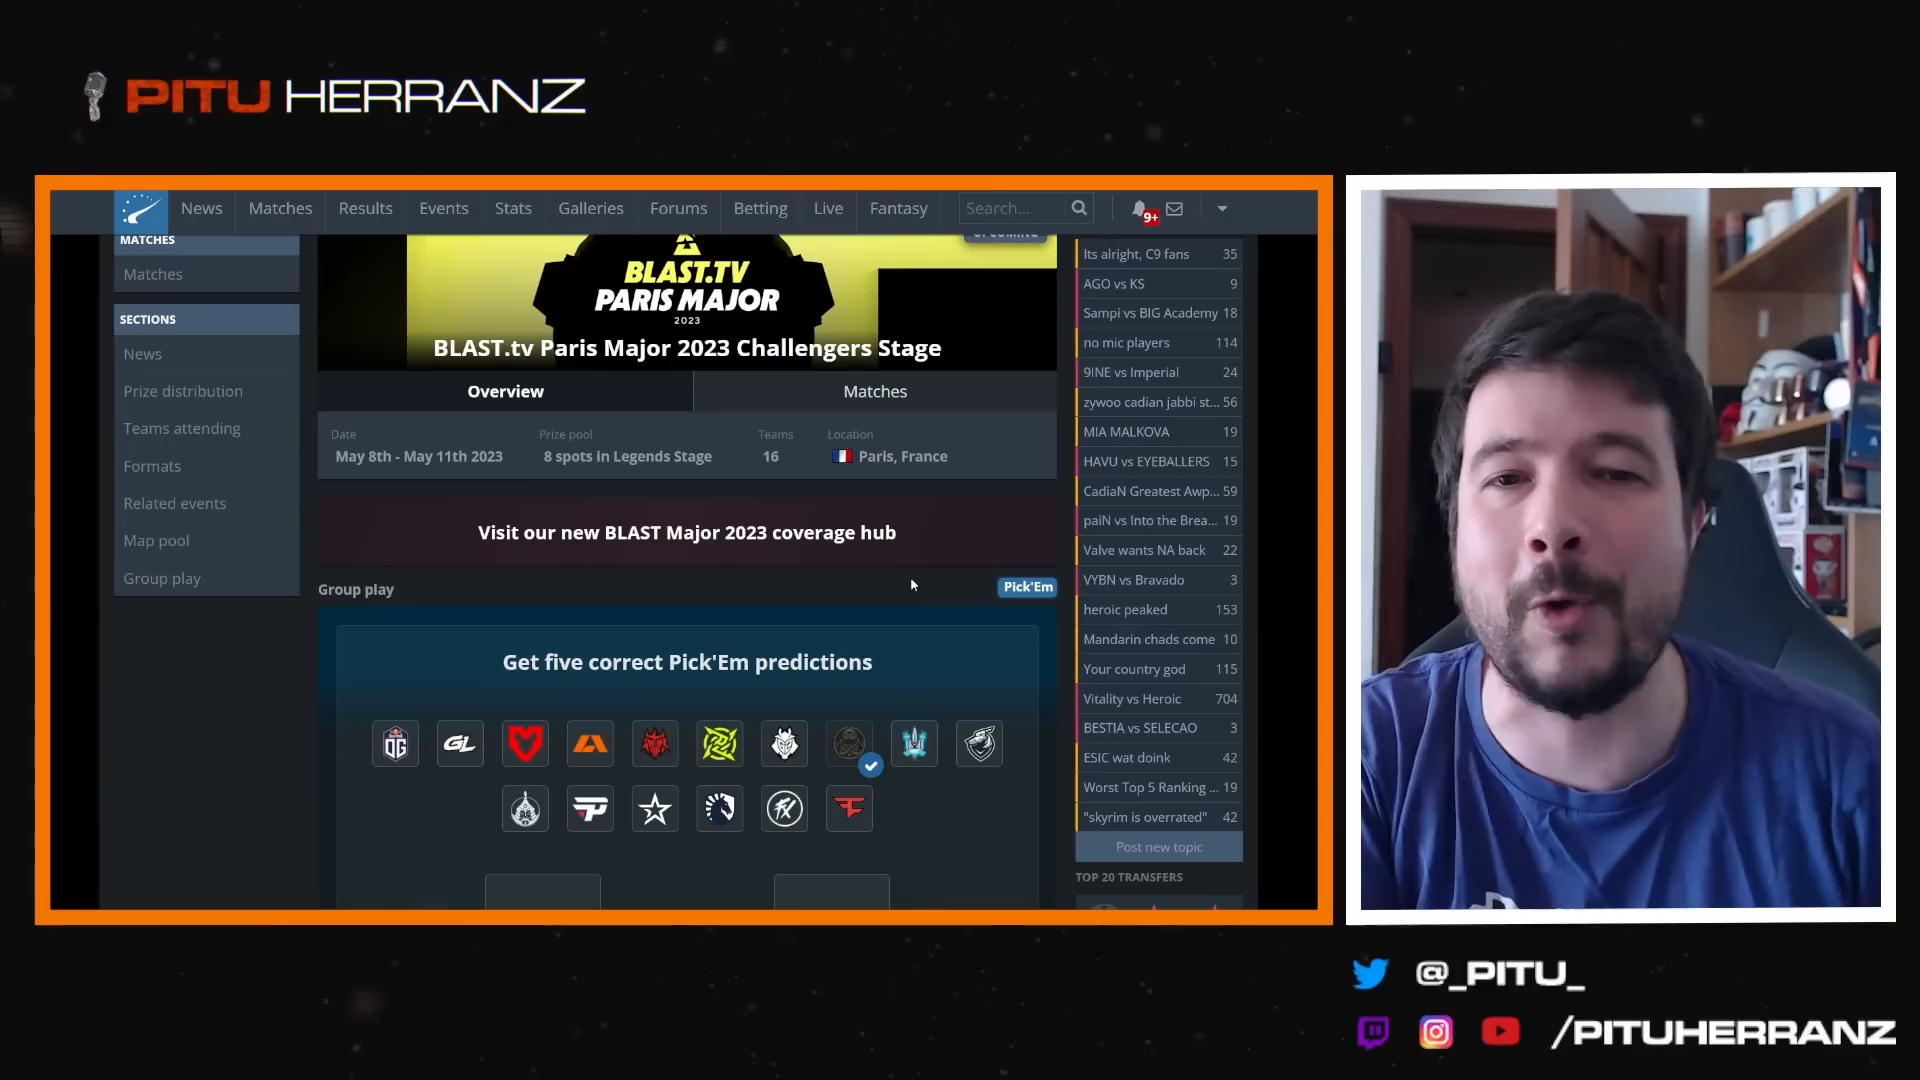 PITU HERRANZ
News Matches Results Events Stats Galleries Forums Betting Live Fantasy Search... 9+
MATCHES
Matches
SECTIONS
News
Prize distribution
Teams attending
Formats
Related events
Map pool
Group play
UPCOMING
BLAST.TV
PARIS MAJOR
2023
BLAST.tv Paris Major 2023 Challengers Stage
Overview Matches
Date Prize pool Teams Location
May 8th - May 11th 2023 8 spots in Legends Stage 16 Paris, France
Visit our new BLAST Major 2023 coverage hub
Group play Pick'Em
Get five correct Pick'Em predictions
OG GL
Its alright, C9 fans 35
AGO vs KS 9
Sampi vs BIG Academy 18
no mic players 114
9INE vs Imperial 24
zywoo cadian jabbi st... 56
MIA MALKOVA 19
HAVU vs EYEBALLERS 15
CadiaN Greatest Awp... 59
paiN vs Into the Brea... 19
Valve wants NA back 22
VYBN vs Bravado 3
heroic peaked 153
Mandarin chads come 10
Your country god 115
Vitality vs Heroic 704
BESTIA vs SELECAO 3
ESIC wat doink 42
Worst Top 5 Ranking ... 19
"skyrim is overrated" 42
Post new topic
TOP 20 TRANSFERS
@_PITU_
/PITUHERRANZ